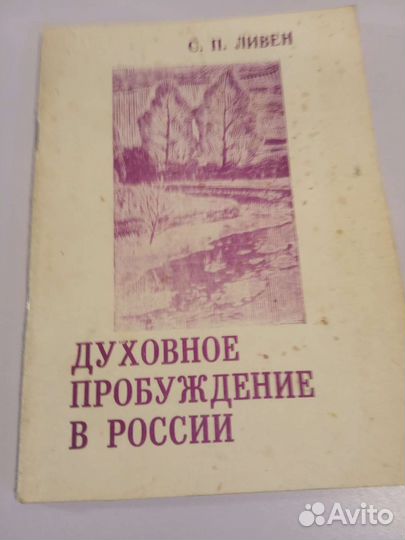 С. П. ЛИВЕН
ДУХОВНОЕ
ПРОБУЖДЕНИЕ
В РОССИИ
Avito